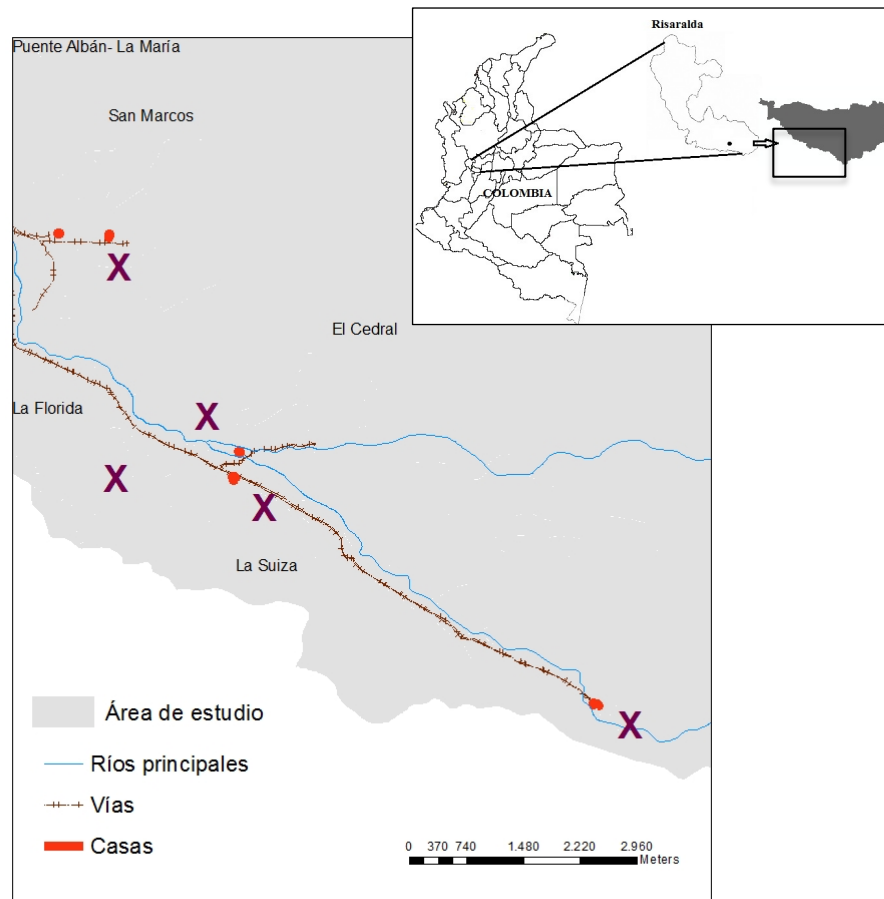 Puente Albán- La María
San Marcos
El Cedral
La Florida
La Suiza
X
X
X
X
X
Risaralda
COLOMBIA
Área de estudio
Ríos principales
Vías
Casas
0 370 740 1.480 2.220 2.960
Meters